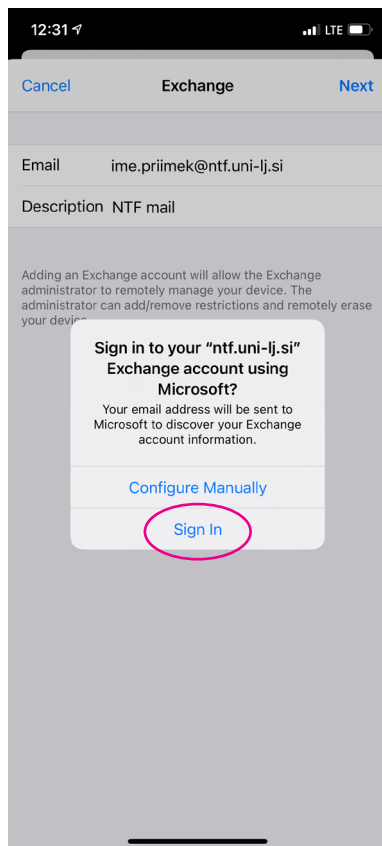 12:31 LTE
Cancel Exchange Next
Email ime.priimek@ntf.uni-lj.si
Description NTF mail
Adding an Exchange account will allow the Exchange
administrator to remotely manage your device. The
administrator can add/remove restrictions and remotely erase
your device.
Sign in to your “ntf.uni-lj.si”
Exchange account using
Microsoft?
Your email address will be sent to
Microsoft to discover your Exchange
account information.
Configure Manually
Sign In